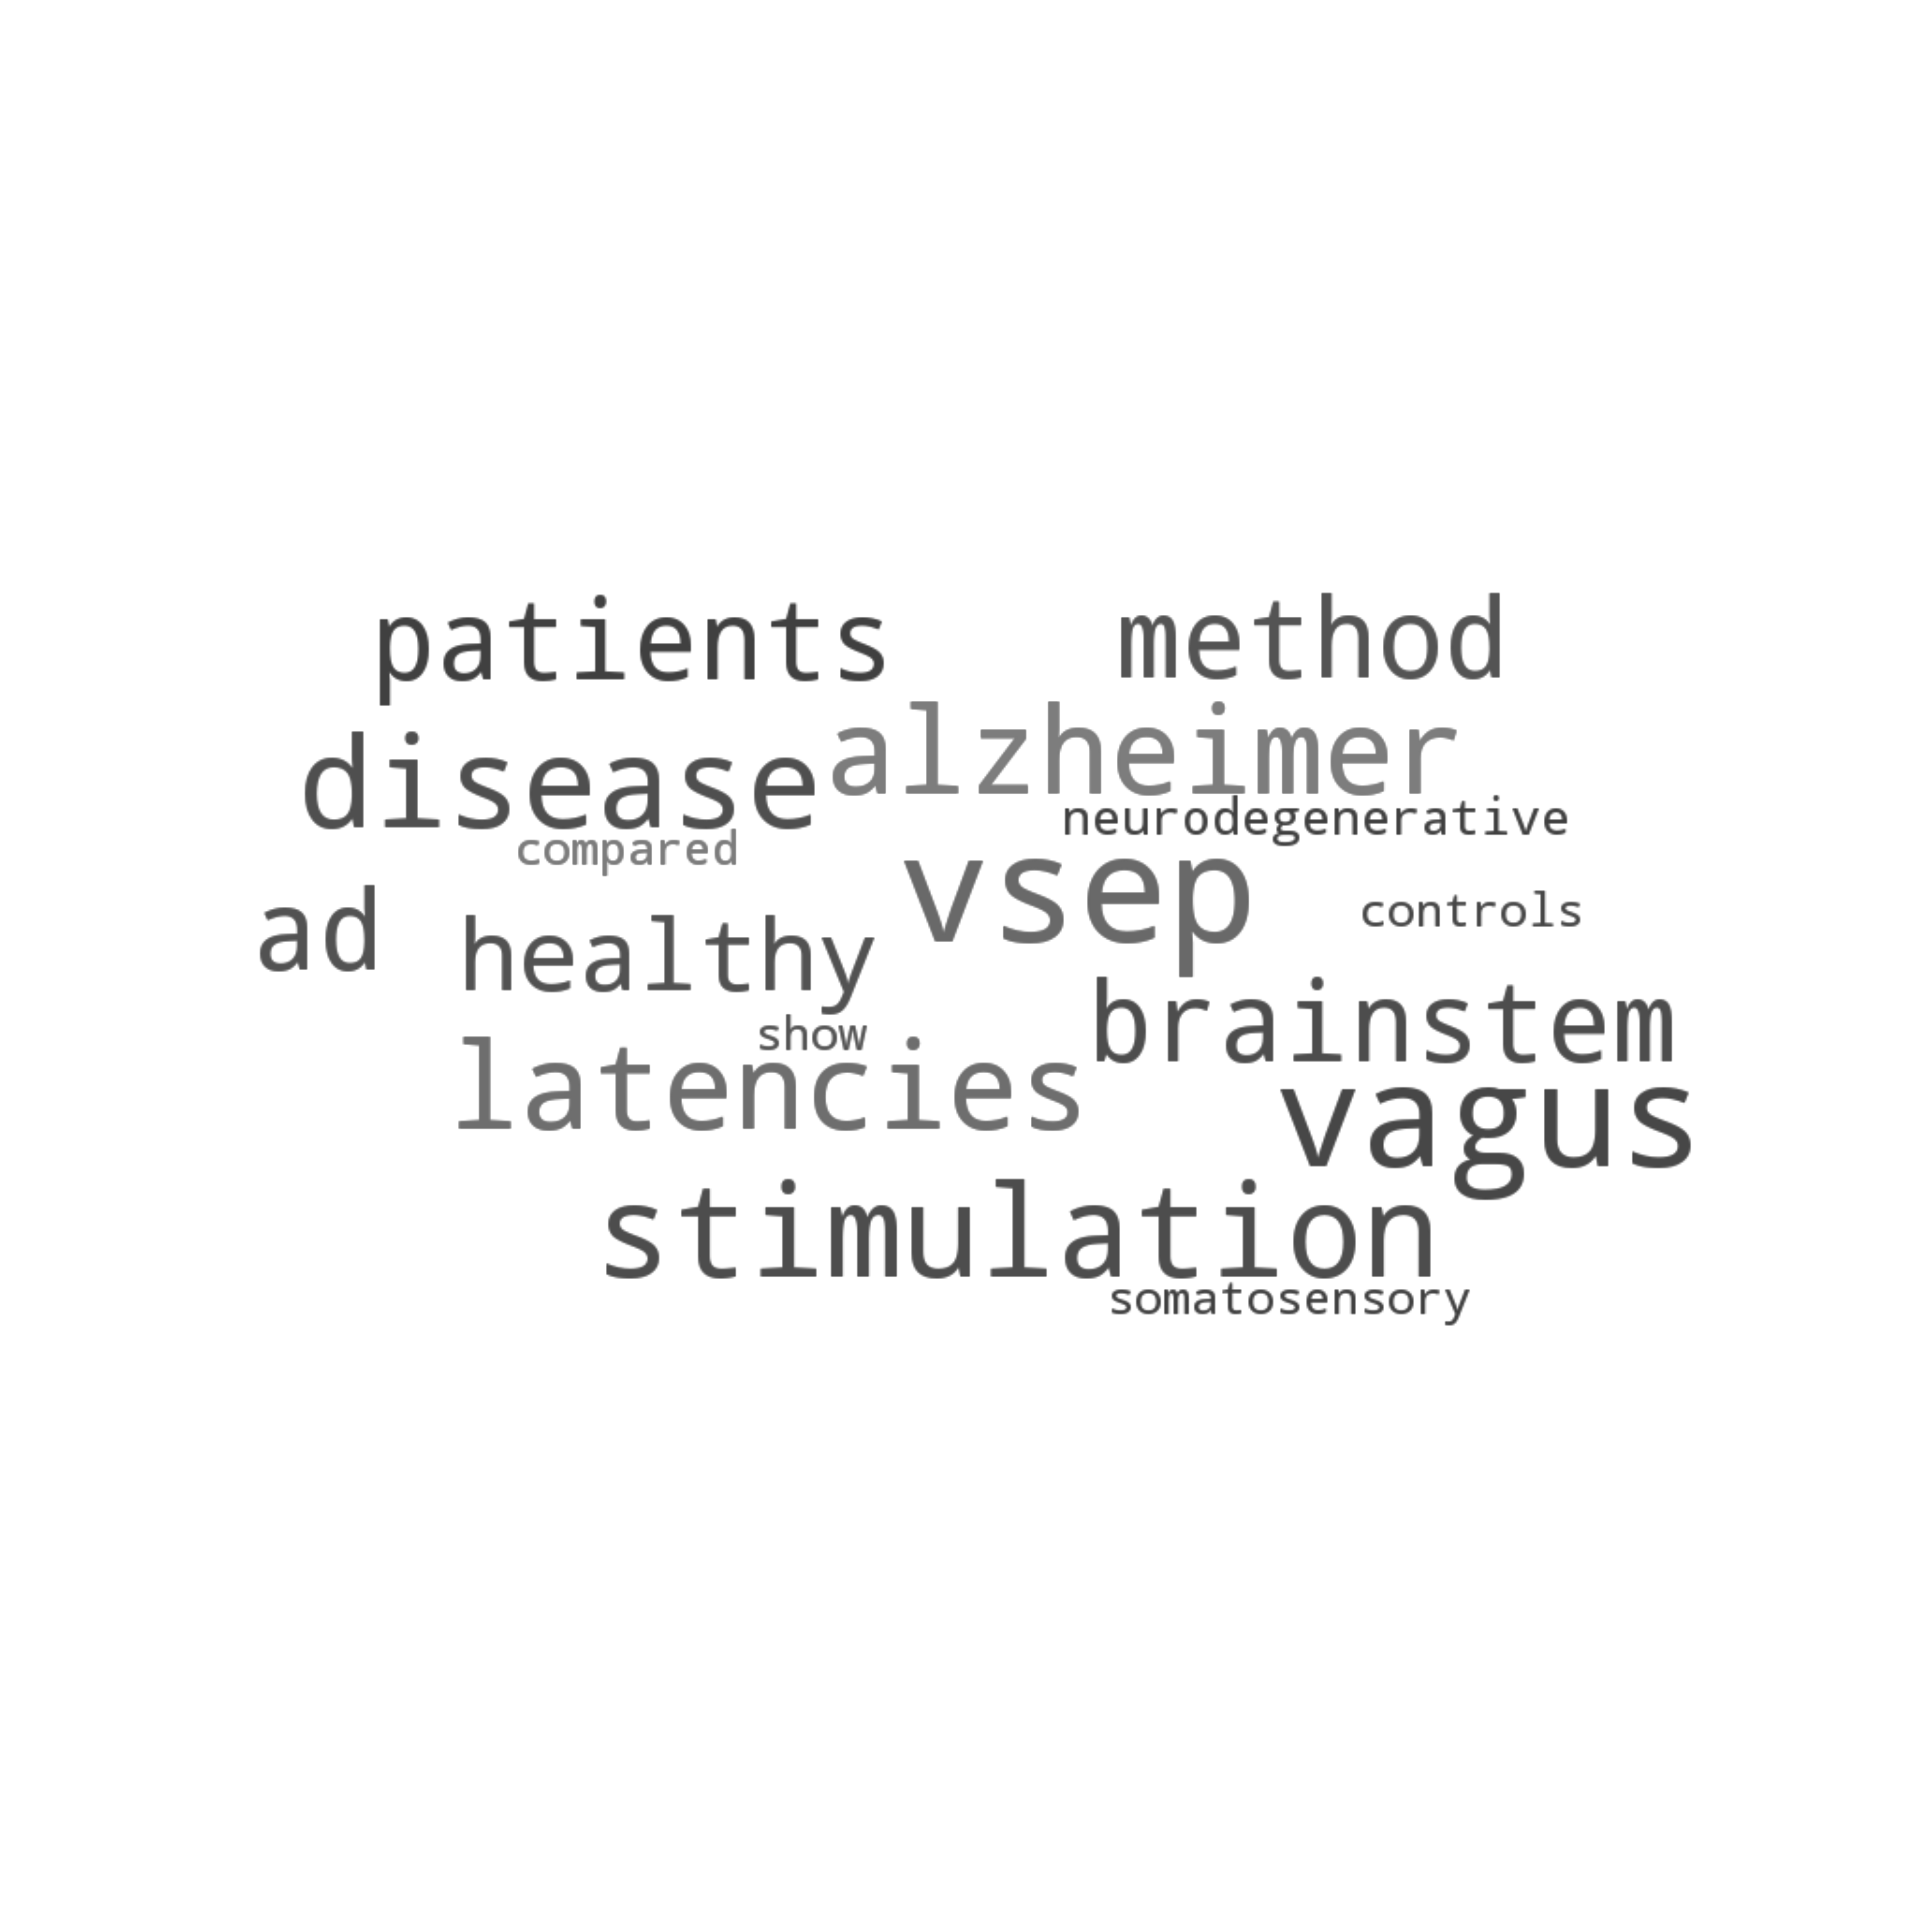 patients method
disease alzheimer
neurodegenerative
compared
vsep controls
ad healthy
brainstem
show
latencies
vagus
stimulation
somatosensory